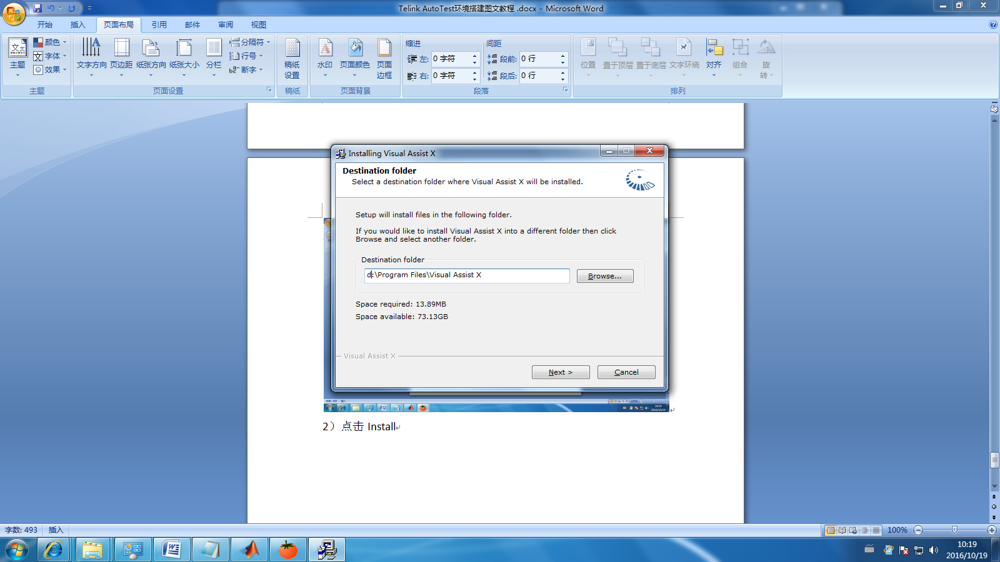 Telink AutoTest环境搭建图文教程 .docx - Microsoft Word
开始 插入 页面布局 引用 邮件 审阅 视图
主题 颜色 字体 效果
文字方向 页边距 纸张方向 纸张大小 分栏 分隔符 行号 断字
稿纸设置
水印 页面颜色 页面边框
缩进 间距
左: 0 字符 段前: 0 行
右: 0 字符 段后: 0 行
位置 置于顶层 置于底层 文字环绕 对齐 组合 旋转
主题 页面设置 稿纸 页面背景 段落 排列
Installing Visual Assist X
Destination folder
Select a destination folder where Visual Assist X will be installed.
Setup will install files in the following folder.
If you would like to install Visual Assist X into a different folder then click
Browse and select another folder.
Destination folder
d:\Program Files\Visual Assist X
Browse...
Space required: 13.89MB
Space available: 73.13GB
Visual Assist X
Next > Cancel
2）点击 Install
字数: 493 插入 100%
10:19
2016/10/19